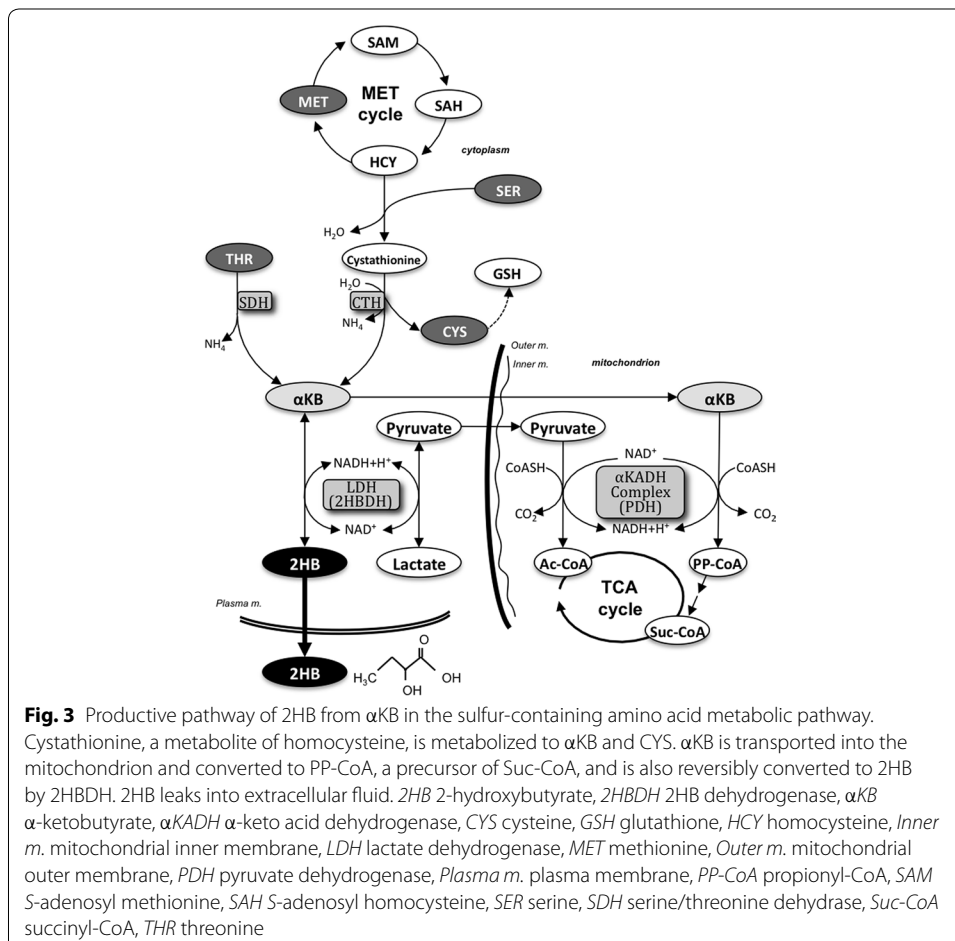 SAM
MET
MET
cycle
SAH
HCY
cytoplasm
SER
H₂O
THR
Cystathionine
GSH
SDH
H₂O
CTH
NH₄
CYS
NH₄
Outer m.
Inner m.
mitochondrion
αKB
αKB
Pyruvate
Pyruvate
NADH+H⁺
LDH
(2HBDH)
NAD⁺
NAD⁺
CoASH
CoASH
αKADH
Complex
(PDH)
CO₂
NADH+H⁺
CO₂
2HB
Lactate
Ac-CoA
PP-CoA
TCA
cycle
Plasma m.
Suc-CoA
2HB
H₃C
O
OH
OH
Fig. 3 Productive pathway of 2HB from αKB in the sulfur-containing amino acid metabolic pathway.
Cystathionine, a metabolite of homocysteine, is metabolized to αKB and CYS. αKB is transported into the
mitochondrion and converted to PP-CoA, a precursor of Suc-CoA, and is also reversibly converted to 2HB
by 2HBDH. 2HB leaks into extracellular fluid. 2HB 2-hydroxybutyrate, 2HBDH 2HB dehydrogenase, αKB
α-ketobutyrate, αKADH α-keto acid dehydrogenase, CYS cysteine, GSH glutathione, HCY homocysteine, Inner
m. mitochondrial inner membrane, LDH lactate dehydrogenase, MET methionine, Outer m. mitochondrial
outer membrane, PDH pyruvate dehydrogenase, Plasma m. plasma membrane, PP-CoA propionyl-CoA, SAM
S-adenosyl methionine, SAH S-adenosyl homocysteine, SER serine, SDH serine/threonine dehydrase, Suc-CoA
succinyl-CoA, THR threonine